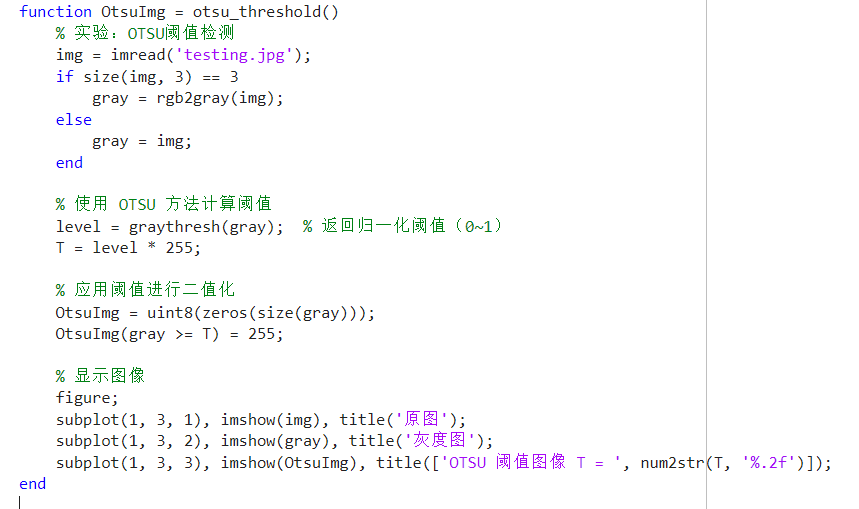 function OtsuImg = otsu_threshold()
    % 实验：OTSU阈值检测
    img = imread('testing.jpg');
    if size(img, 3) == 3
        gray = rgb2gray(img);
    else
        gray = img;
    end

    % 使用 OTSU 方法计算阈值
    level = graythresh(gray);  % 返回归一化阈值（0~1）
    T = level * 255;

    % 应用阈值进行二值化
    OtsuImg = uint8(zeros(size(gray)));
    OtsuImg(gray >= T) = 255;

    % 显示图像
    figure;
    subplot(1, 3, 1), imshow(img), title('原图');
    subplot(1, 3, 2), imshow(gray), title('灰度图');
    subplot(1, 3, 3), imshow(OtsuImg), title(['OTSU 阈值图像 T = ', num2str(T, '%.2f')]);
end